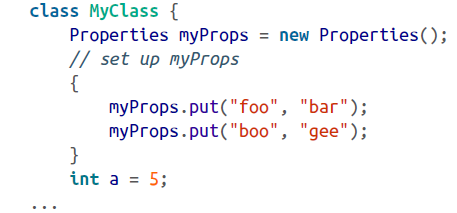 class MyClass {
    Properties myProps = new Properties();
    // set up myProps
    {
        myProps.put("foo", "bar");
        myProps.put("boo", "gee");
    }
    int a = 5;
...